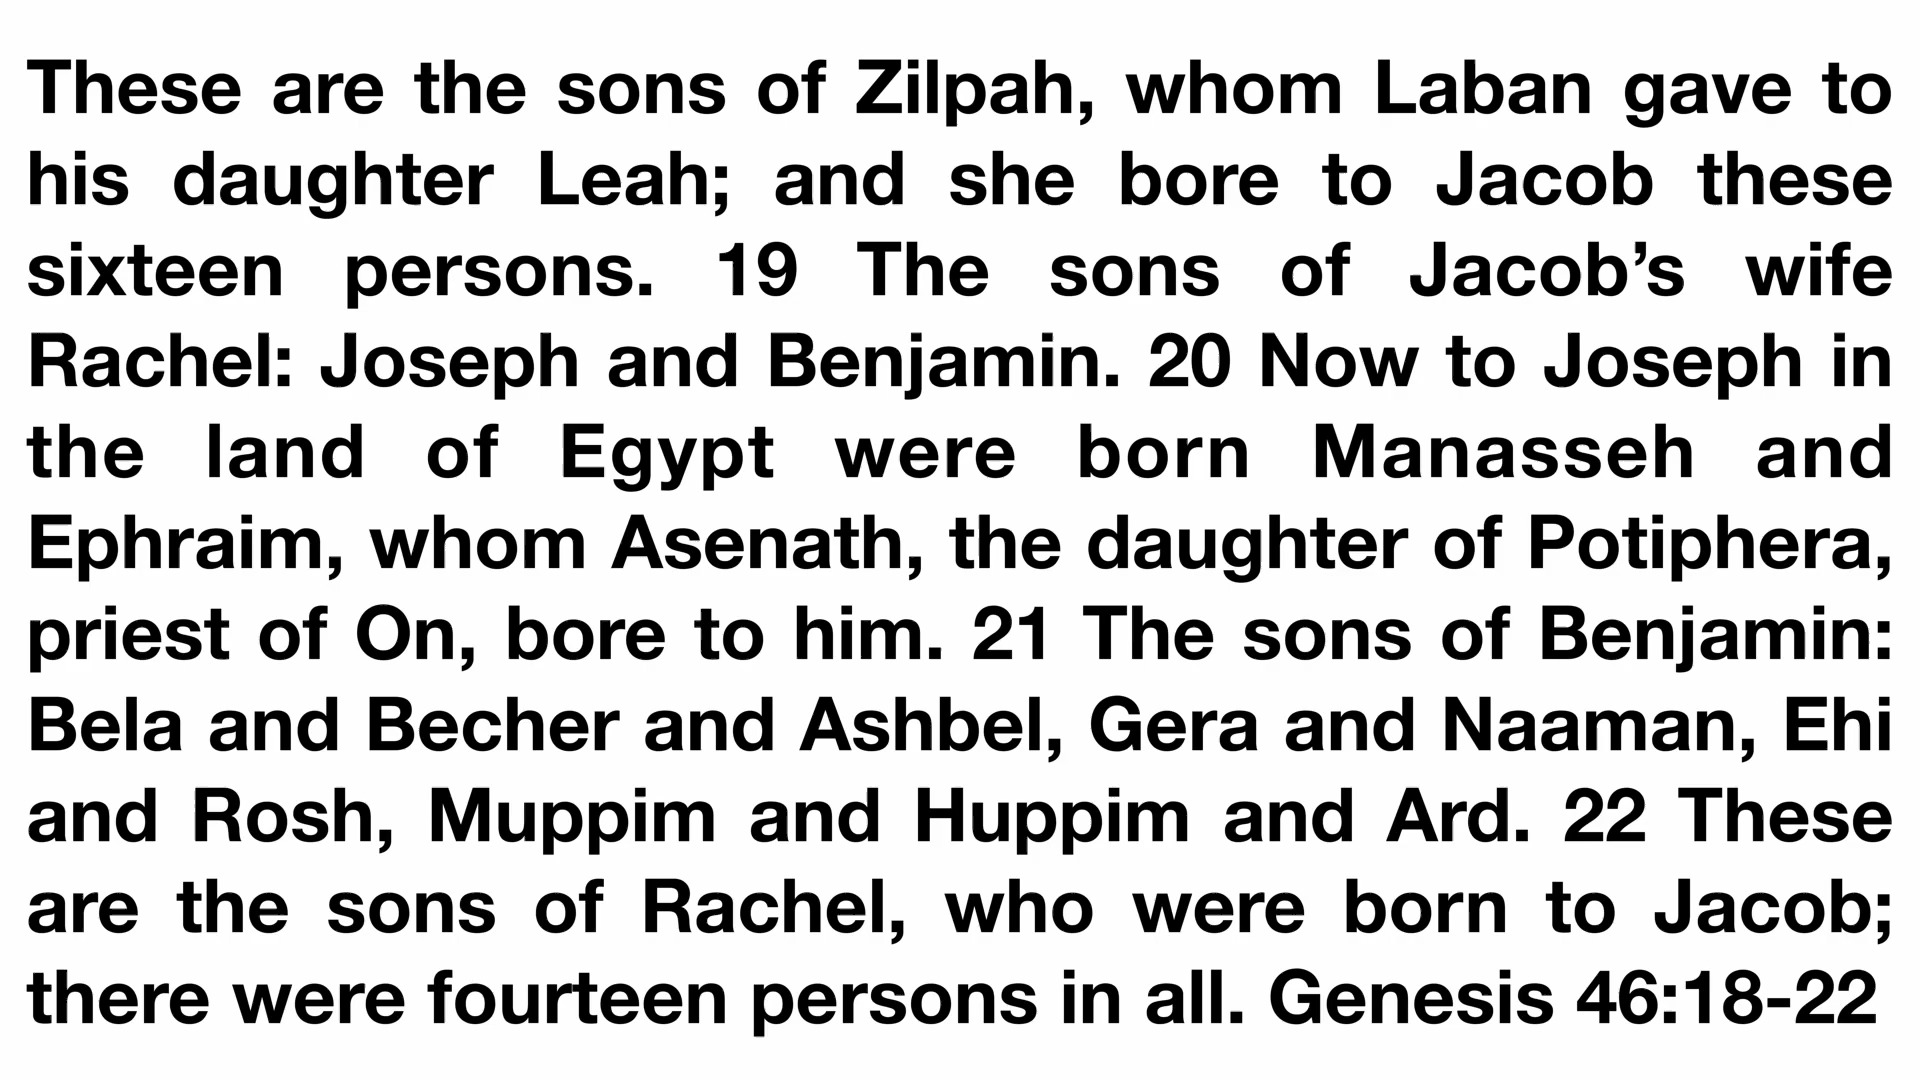 These are the sons of Zilpah, whom Laban gave to
his daughter Leah; and she bore to Jacob these
sixteen persons. 19 The sons of Jacob’s wife
Rachel: Joseph and Benjamin. 20 Now to Joseph in
the land of Egypt were born Manasseh and
Ephraim, whom Asenath, the daughter of Potiphera,
priest of On, bore to him. 21 The sons of Benjamin:
Bela and Becher and Ashbel, Gera and Naaman, Ehi
and Rosh, Muppim and Huppim and Ard. 22 These
are the sons of Rachel, who were born to Jacob;
there were fourteen persons in all. Genesis 46:18-22